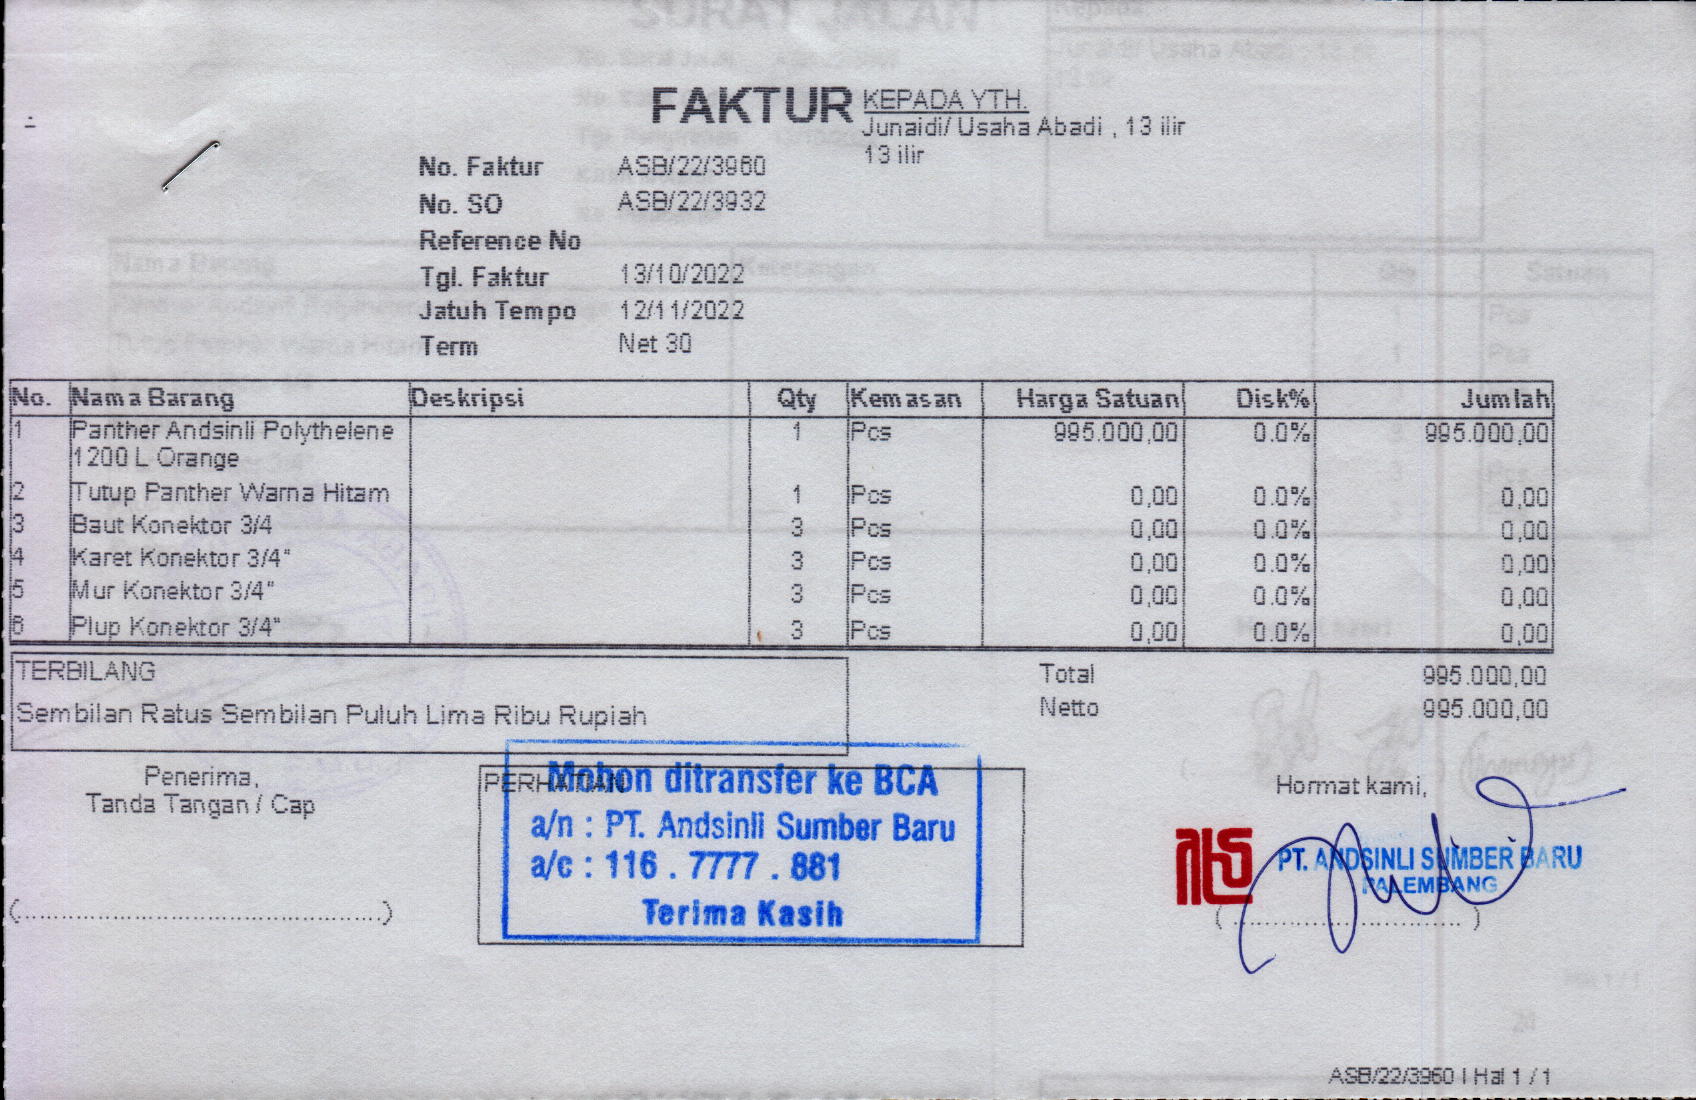 FAKTUR
KEPADA YTH.
Junaidi/ Usaha Abadi , 13 ilir
13 ilir
No. Faktur ASB/22/3960
No. SO ASB/22/3932
Reference No
Tgl. Faktur 13/10/2022
Jatuh Tempo 12/11/2022
Term Net 30
No. Nama Barang Deskripsi Qty Kemasan Harga Satuan Disk% Jumlah
1 Panther Andsinli Polythelene 1 Pcs 995.000,00 0.0% 995.000,00
1200 L Orange
2 Tutup Panther Warna Hitam 1 Pcs 0,00 0.0% 0,00
3 Baut Konektor 3/4 3 Pcs 0,00 0.0% 0,00
4 Karet Konektor 3/4" 3 Pcs 0,00 0.0% 0,00
5 Mur Konektor 3/4" 3 Pcs 0,00 0.0% 0,00
6 Plup Konektor 3/4" 3 Pcs 0,00 0.0% 0,00
TERBILANG
Sembilan Ratus Sembilan Puluh Lima Ribu Rupiah
Total 995.000,00
Netto 995.000,00
Penerima,
Tanda Tangan / Cap
(..............................................)
PERHATIAN
Mohon ditransfer ke BCA
a/n : PT. Andsinli Sumber Baru
a/c : 116 . 7777 . 881
Terima Kasih
Hormat kami,
PT. ANDSINLI SUMBER BARU
PALEMBANG
(..............................)
ASB/22/3960 | Hal 1 / 1